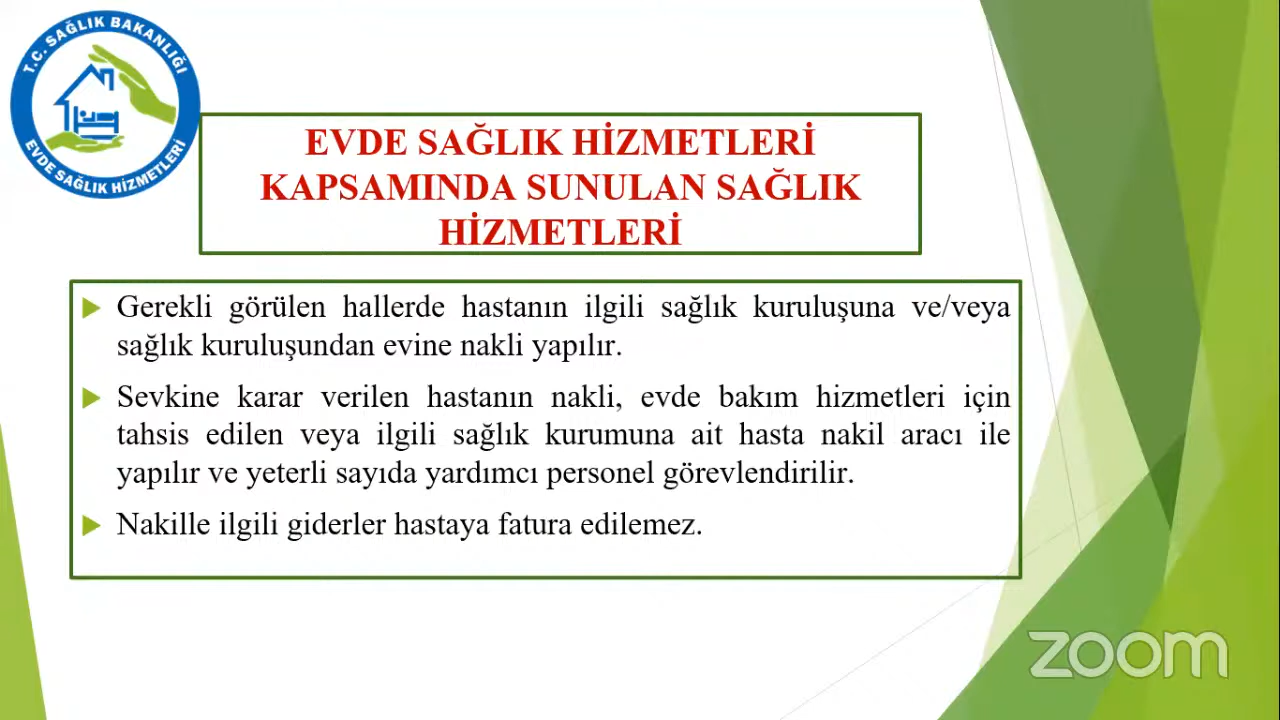 T.C. SAĞLIK BAKANLIĞI
EVDE SAĞLIK HİZMETLERİ
EVDE SAĞLIK HİZMETLERİ
KAPSAMINDA SUNULAN SAĞLIK
HİZMETLERİ
Gerekli görülen hallerde hastanın ilgili sağlık kuruluşuna ve/veya
sağlık kuruluşundan evine nakli yapılır.
Sevkine karar verilen hastanın nakli, evde bakım hizmetleri için
tahsis edilen veya ilgili sağlık kurumuna ait hasta nakil aracı ile
yapılır ve yeterli sayıda yardımcı personel görevlendirilir.
Nakille ilgili giderler hastaya fatura edilemez.
zoom